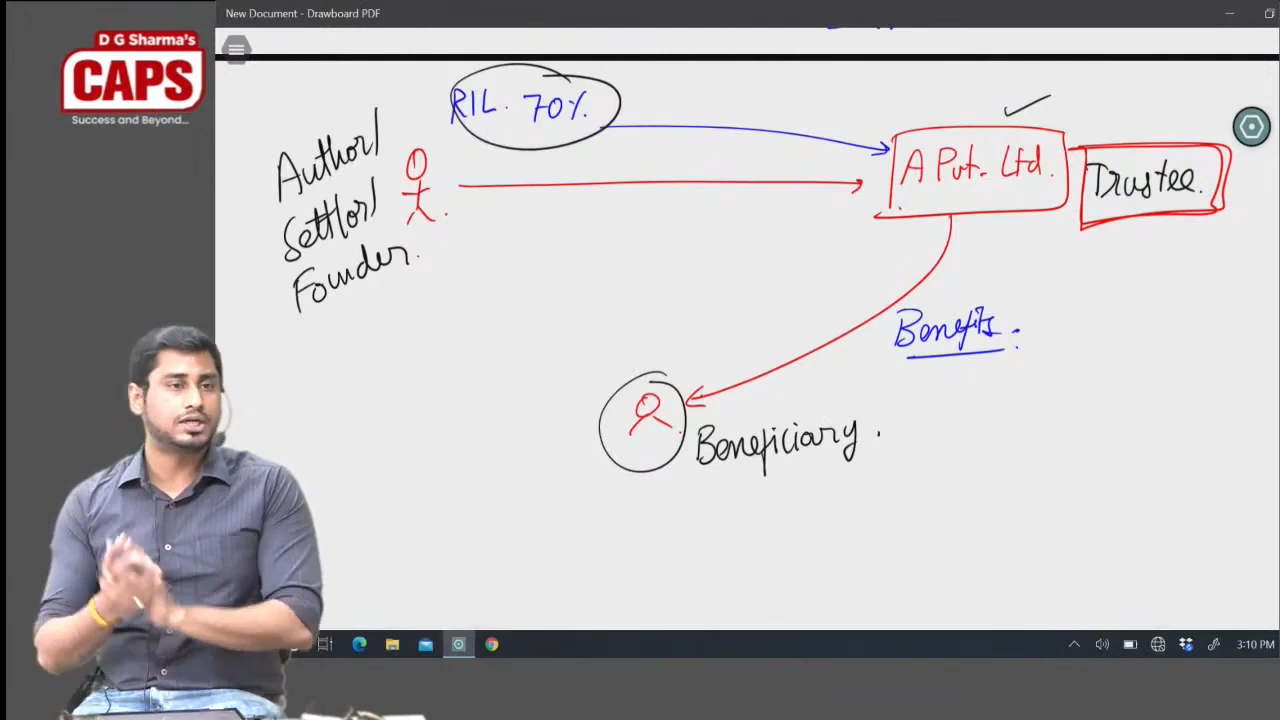 New Document - Drawboard PDF
D G Sharma's
CAPS
Success and Beyond...
RIL. 70%
Author/
Settlor/
Founder.
A Pvt. Ltd.
Trustee.
Benefits:
Beneficiary.
3:10 PM